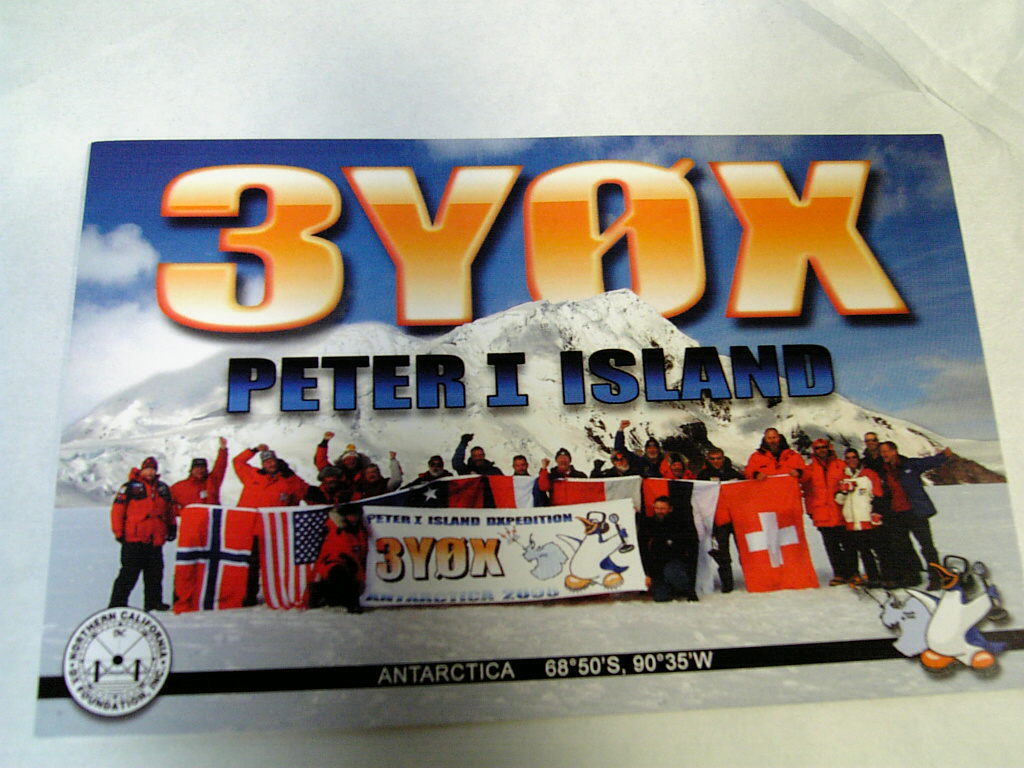 3YØX
PETER I ISLAND
PETER I ISLAND DXPEDITION
3YØX
ANTARCTICA 2006
NORTHERN CALIFORNIA
DX FOUNDATION, INC.
ANTARCTICA 68°50'S, 90°35'W